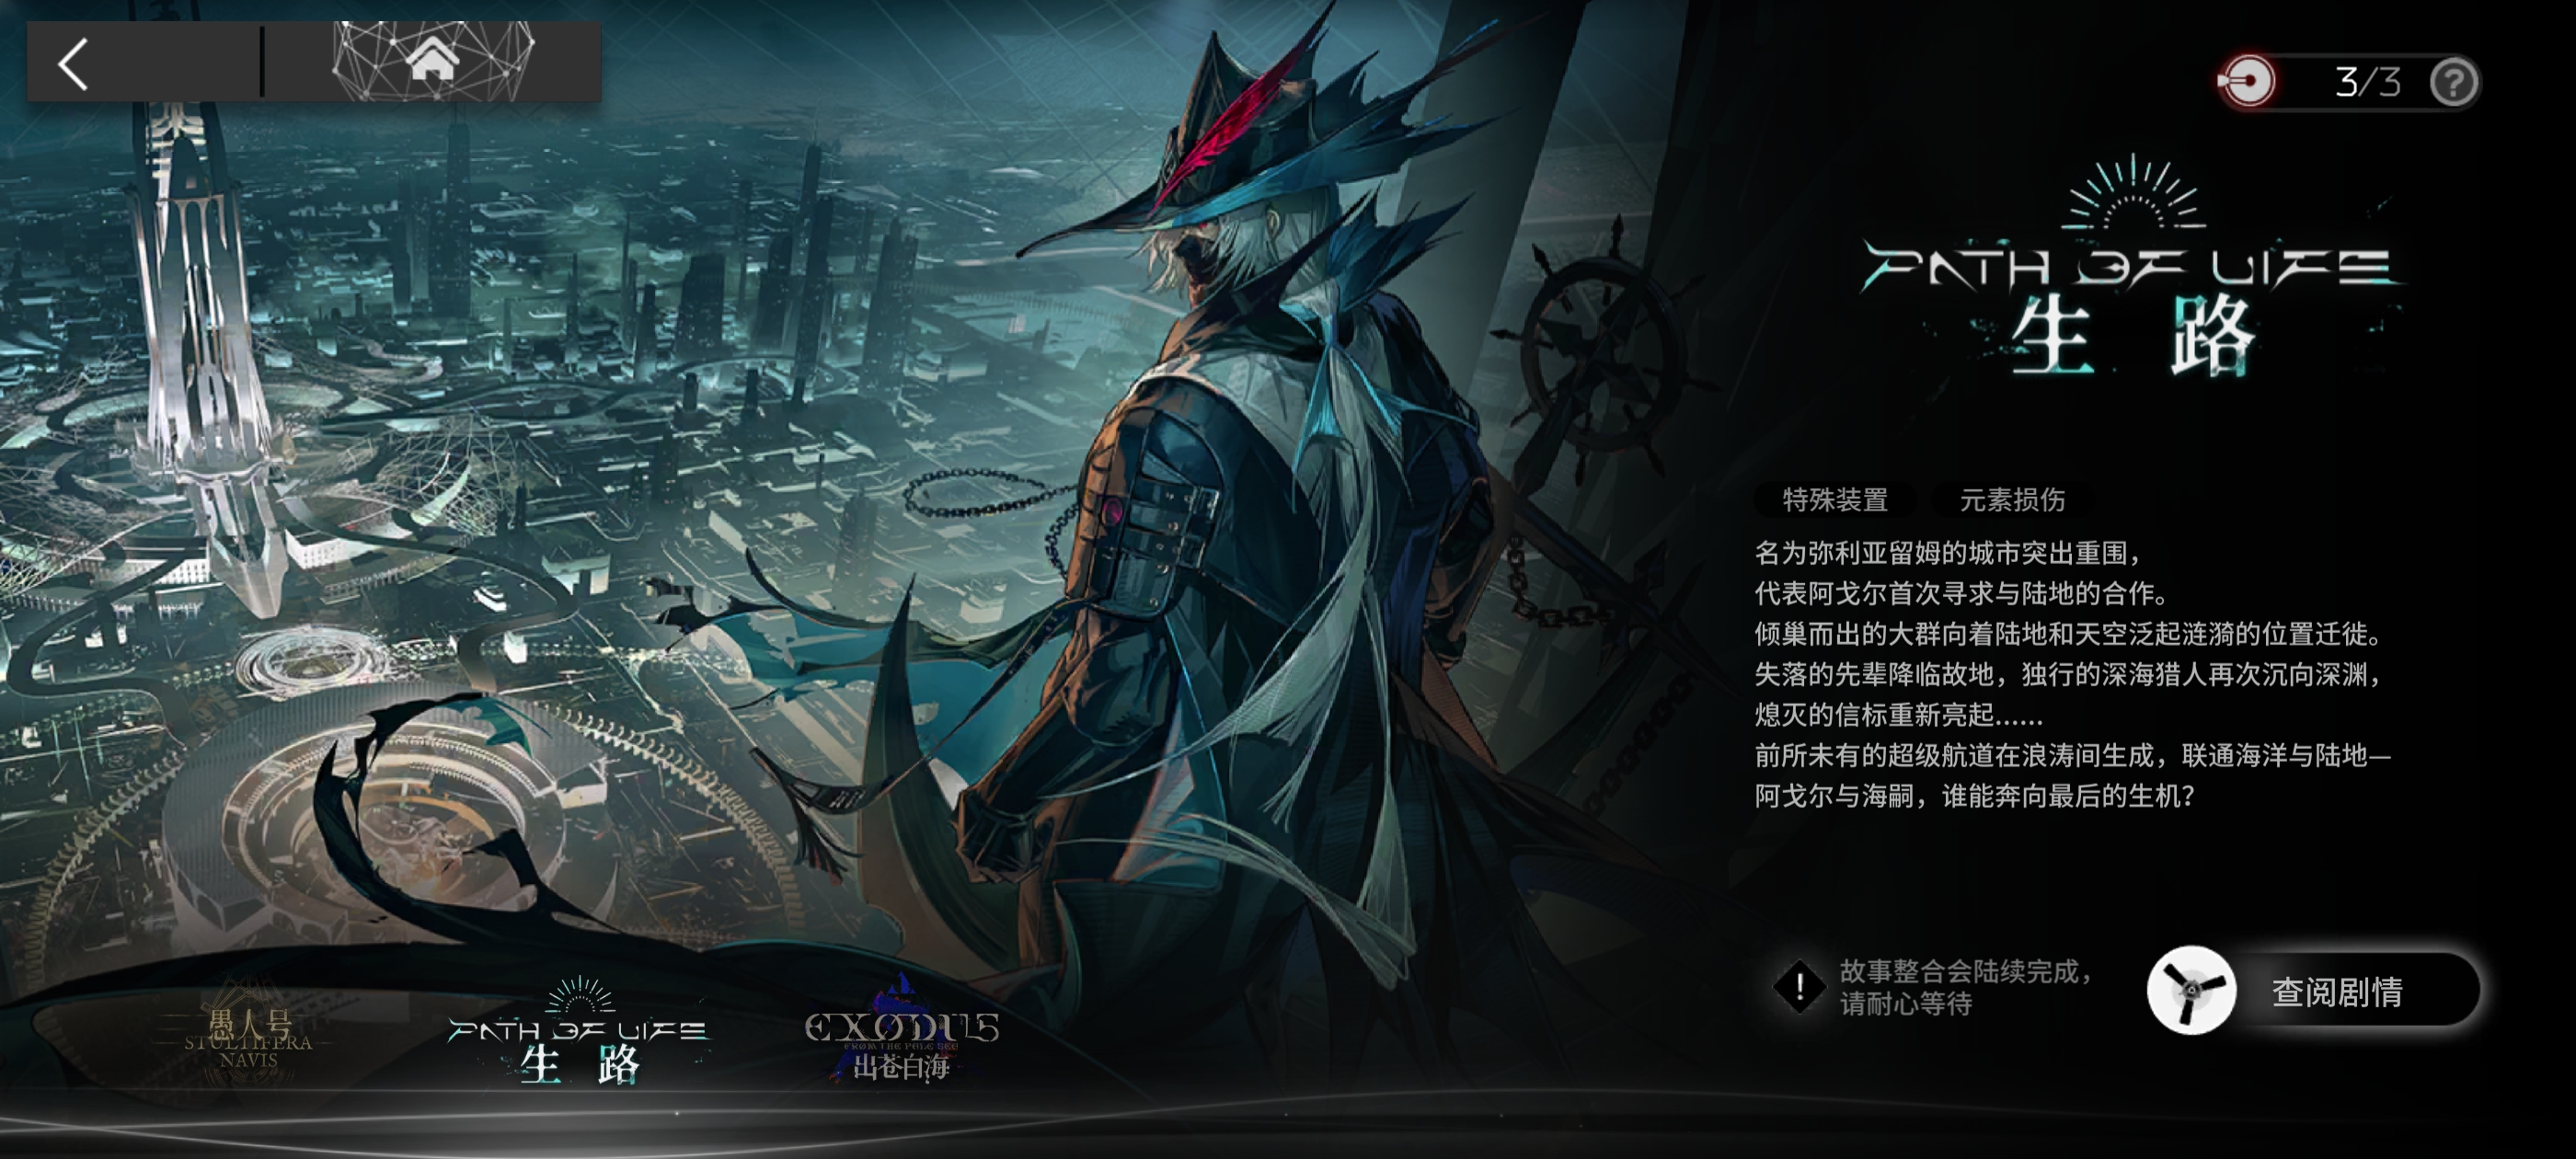 3/3
PATH OF LIFE
生 路
特殊装置 元素损伤
名为弥利亚留姆的城市突出重围，
代表阿戈尔首次寻求与陆地的合作。
倾巢而出的大群向着陆地和天空泛起涟漪的位置迁徙。
失落的先辈降临故地，独行的深海猎人再次沉向深渊，
熄灭的信标重新亮起......
前所未有的超级航道在浪涛间生成，联通海洋与陆地—
阿戈尔与海嗣，谁能奔向最后的生机？
故事整合会陆续完成，
请耐心等待
查阅剧情
愚人号
STULTIFERA
NAVIS
PATH OF LIFE
生 路
EXODUS
FROM THE PALE SEA
出苍白海